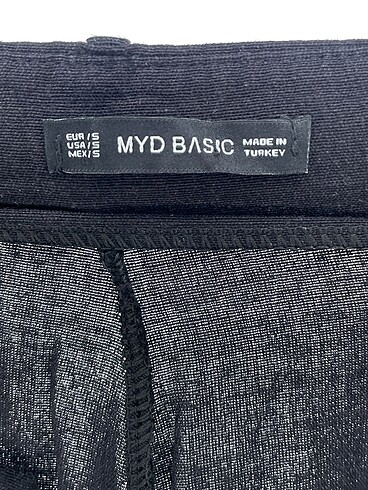 EUR/S
USA/S
MEX/S
MYD BASIC
MADE IN
TURKEY